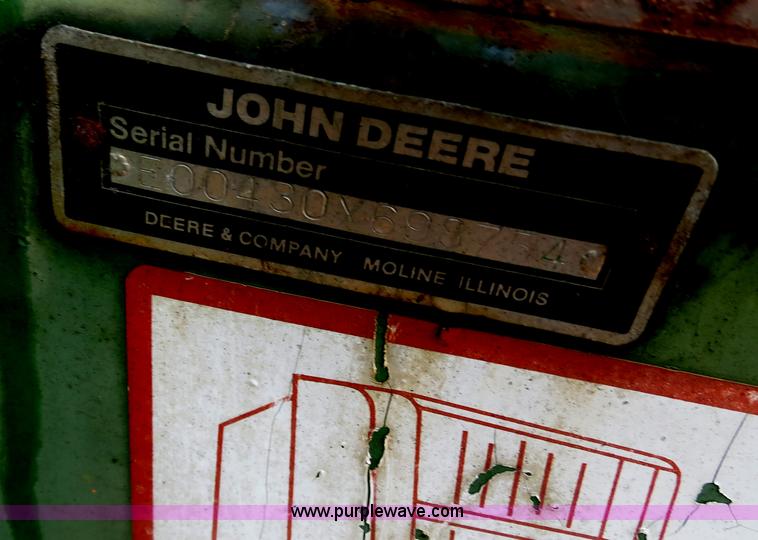 JOHN DEERE
Serial Number
DEERE & COMPANY MOLINE ILLINOIS
www.purplewave.com